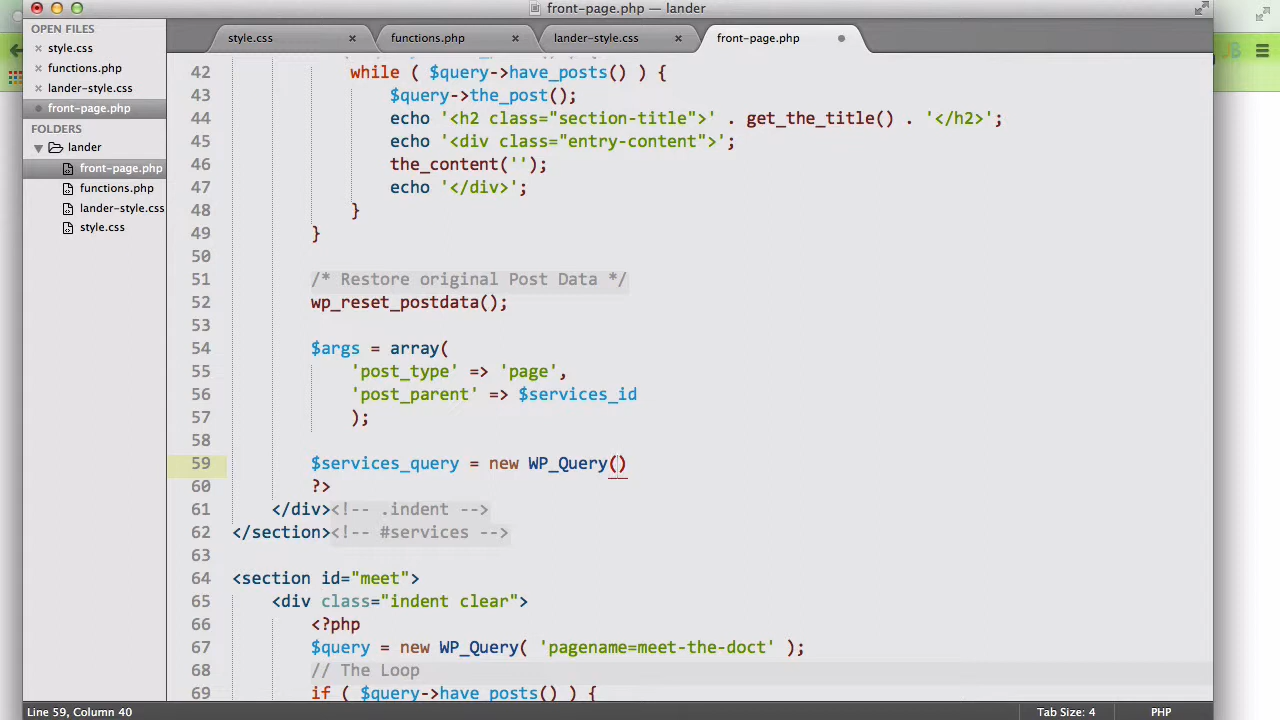 front-page.php — lander
OPEN FILES
style.css
functions.php
lander-style.css
front-page.php
FOLDERS
lander
front-page.php
functions.php
lander-style.css
style.css
style.css
functions.php
lander-style.css
front-page.php
42 while ( $query->have_posts() ) {
43 $query->the_post();
44 echo '<h2 class="section-title">' . get_the_title() . '</h2>';
45 echo '<div class="entry-content">';
46 the_content('');
47 echo '</div>';
48 }
49 }
50
51 /* Restore original Post Data */
52 wp_reset_postdata();
53
54 $args = array(
55 'post_type' => 'page',
56 'post_parent' => $services_id
57 );
58
59 $services_query = new WP_Query()
60 ?>
61 </div><!-- .indent -->
62 </section><!-- #services -->
63
64 <section id="meet">
65 <div class="indent clear">
66 <?php
67 $query = new WP_Query( 'pagename=meet-the-doct' );
68 // The Loop
69 if ( $query->have_posts() ) {
Line 59, Column 40
Tab Size: 4
PHP